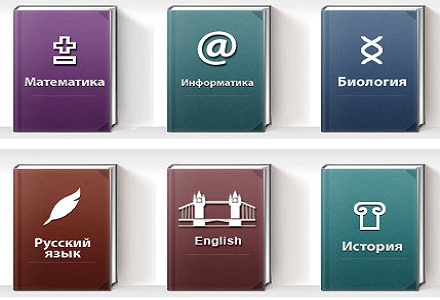 Математика
Информатика
Биология
Русский
язык
English
История